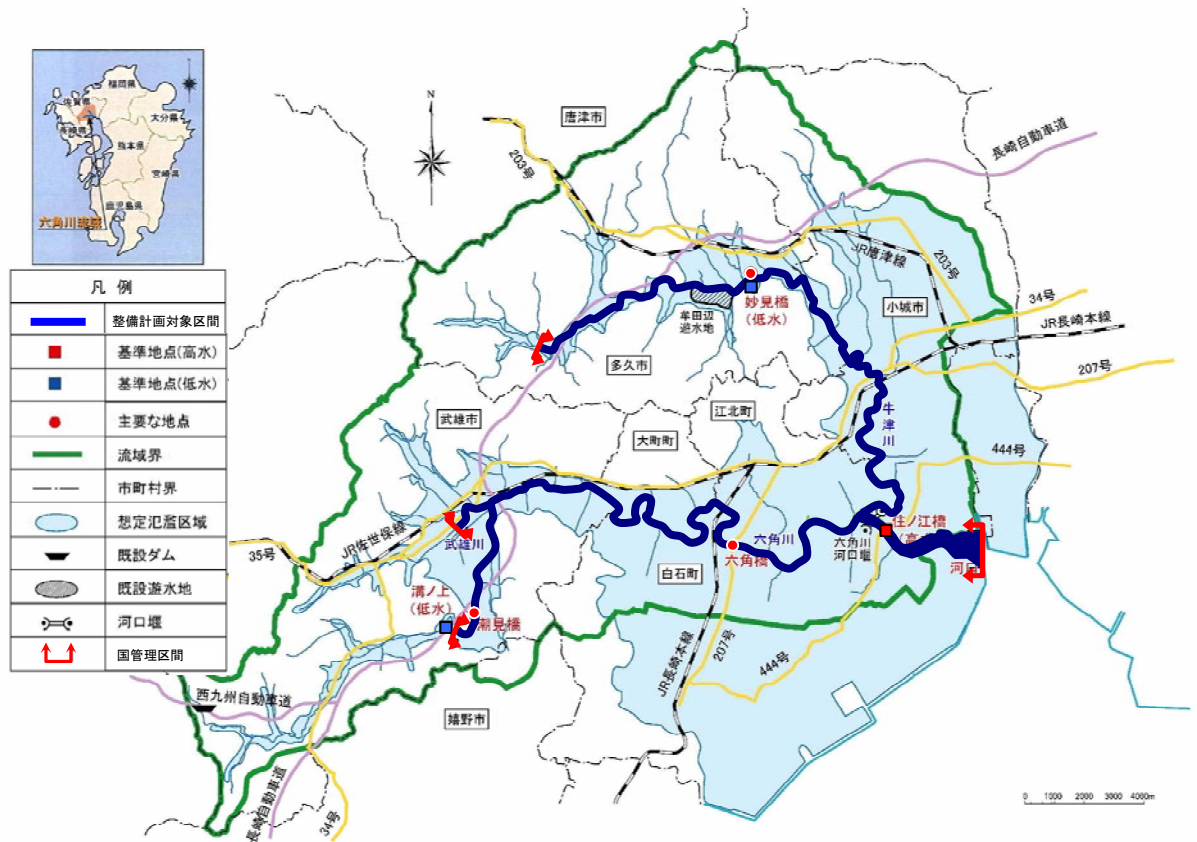 福岡県
佐賀県
長崎県
大分県
熊本県
宮崎県
鹿児島県
六角川流域
凡 例
整備計画対象区間
基準地点(高水)
基準地点(低水)
主要な地点
流域界
市町村界
想定氾濫区域
既設ダム
既設遊水地
河口堰
国管理区間
N
唐津市
203号
長崎自動車道
JR唐津線
203号
小城市
34号
JR長崎本線
207号
妙見橋
(低水)
牟田辺
遊水地
多久市
江北町
武雄市
大町町
牛津川
444号
JR佐世保線
35号
武雄川
六角川
六角川
河口堰
住ノ江橋
(高
河口
六角橋
白石町
溝ノ上
(低水)
潮見橋
JR長崎本線
207号
444号
西九州自動車道
嬉野市
長崎自動車道
34号
0 1000 2000 3000 4000m